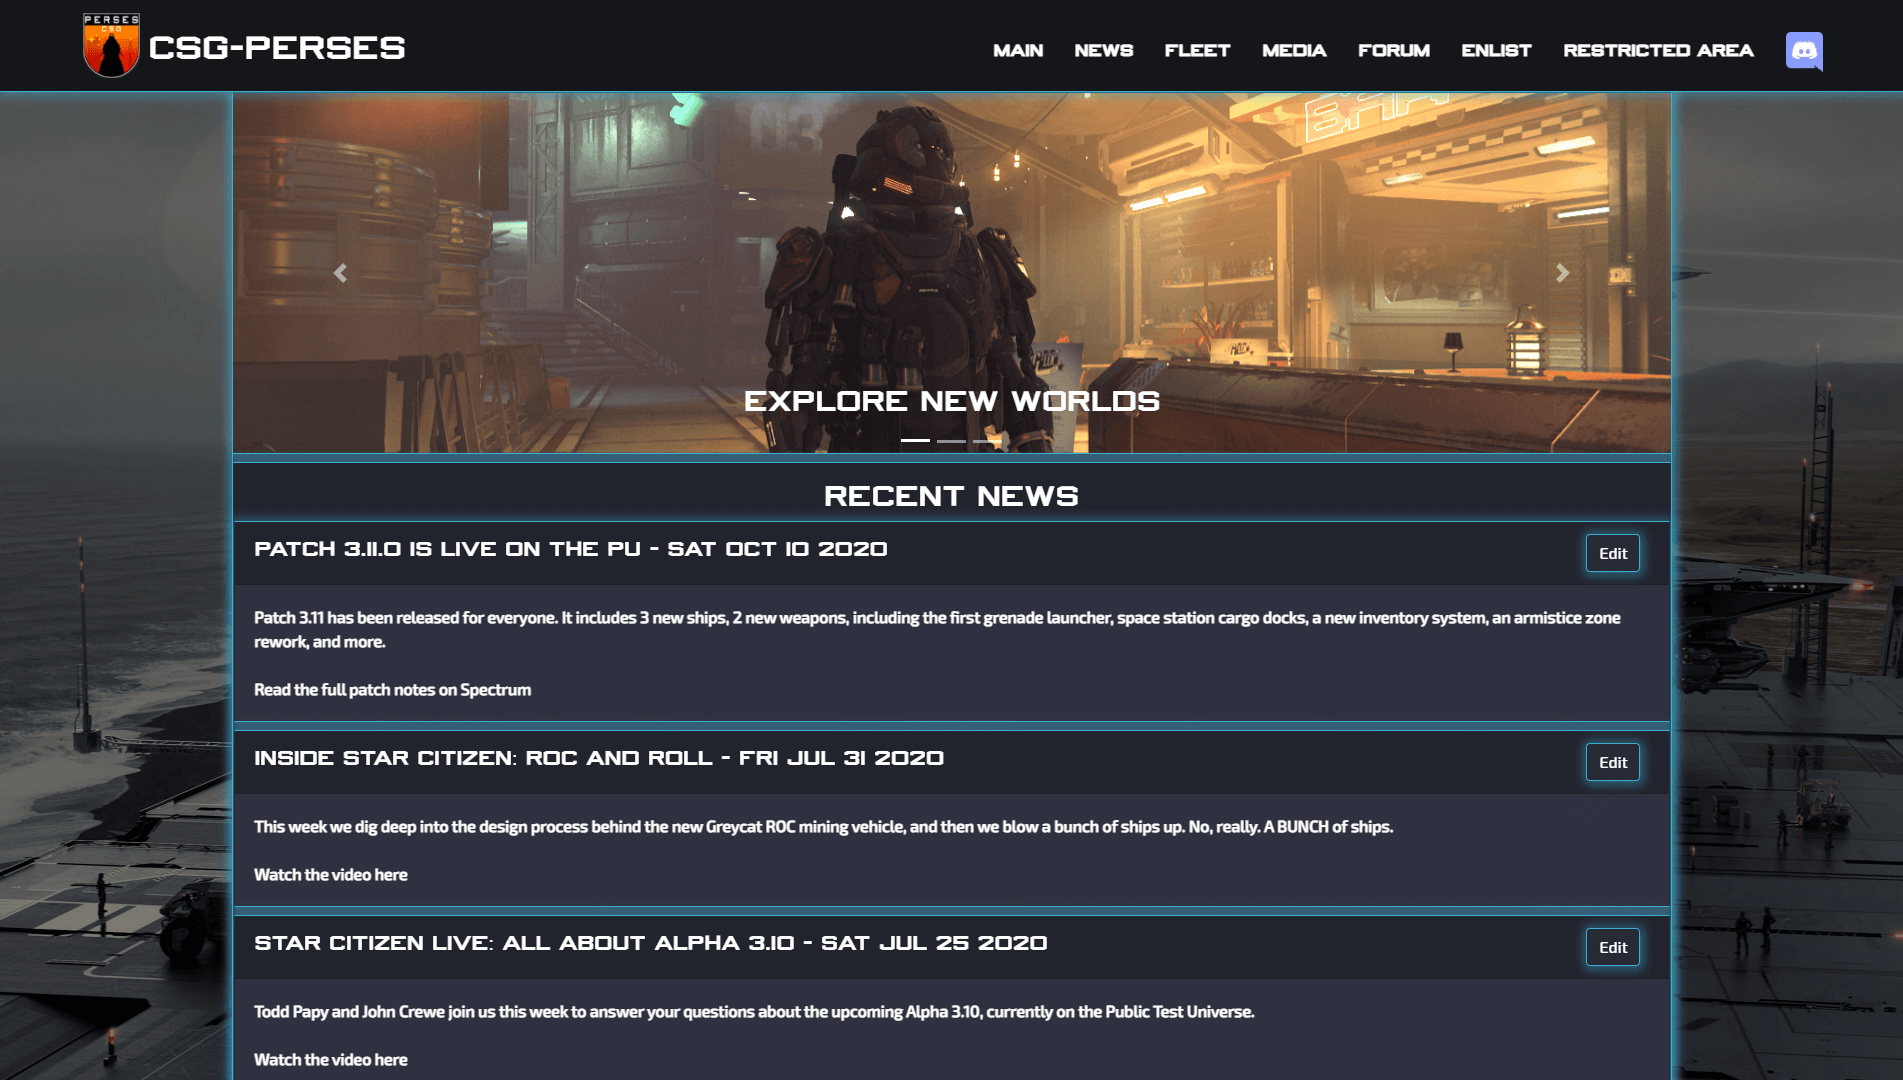 PERSES
CSG
CSG-PERSES
MAIN NEWS FLEET MEDIA FORUM ENLIST RESTRICTED AREA
03
BAR
EXPLORE NEW WORLDS
RECENT NEWS
PATCH 3.11.0 IS LIVE ON THE PU - SAT OCT 10 2020
Edit
Patch 3.11 has been released for everyone. It includes 3 new ships, 2 new weapons, including the first grenade launcher, space station cargo docks, a new inventory system, an armistice zone
rework, and more.
Read the full patch notes on Spectrum
INSIDE STAR CITIZEN: ROC AND ROLL - FRI JUL 31 2020
Edit
This week we dig deep into the design process behind the new Greycat ROC mining vehicle, and then we blow a bunch of ships up. No, really. A BUNCH of ships.
Watch the video here
STAR CITIZEN LIVE: ALL ABOUT ALPHA 3.10 - SAT JUL 25 2020
Edit
Todd Papy and John Crewe join us this week to answer your questions about the upcoming Alpha 3.10, currently on the Public Test Universe.
Watch the video here